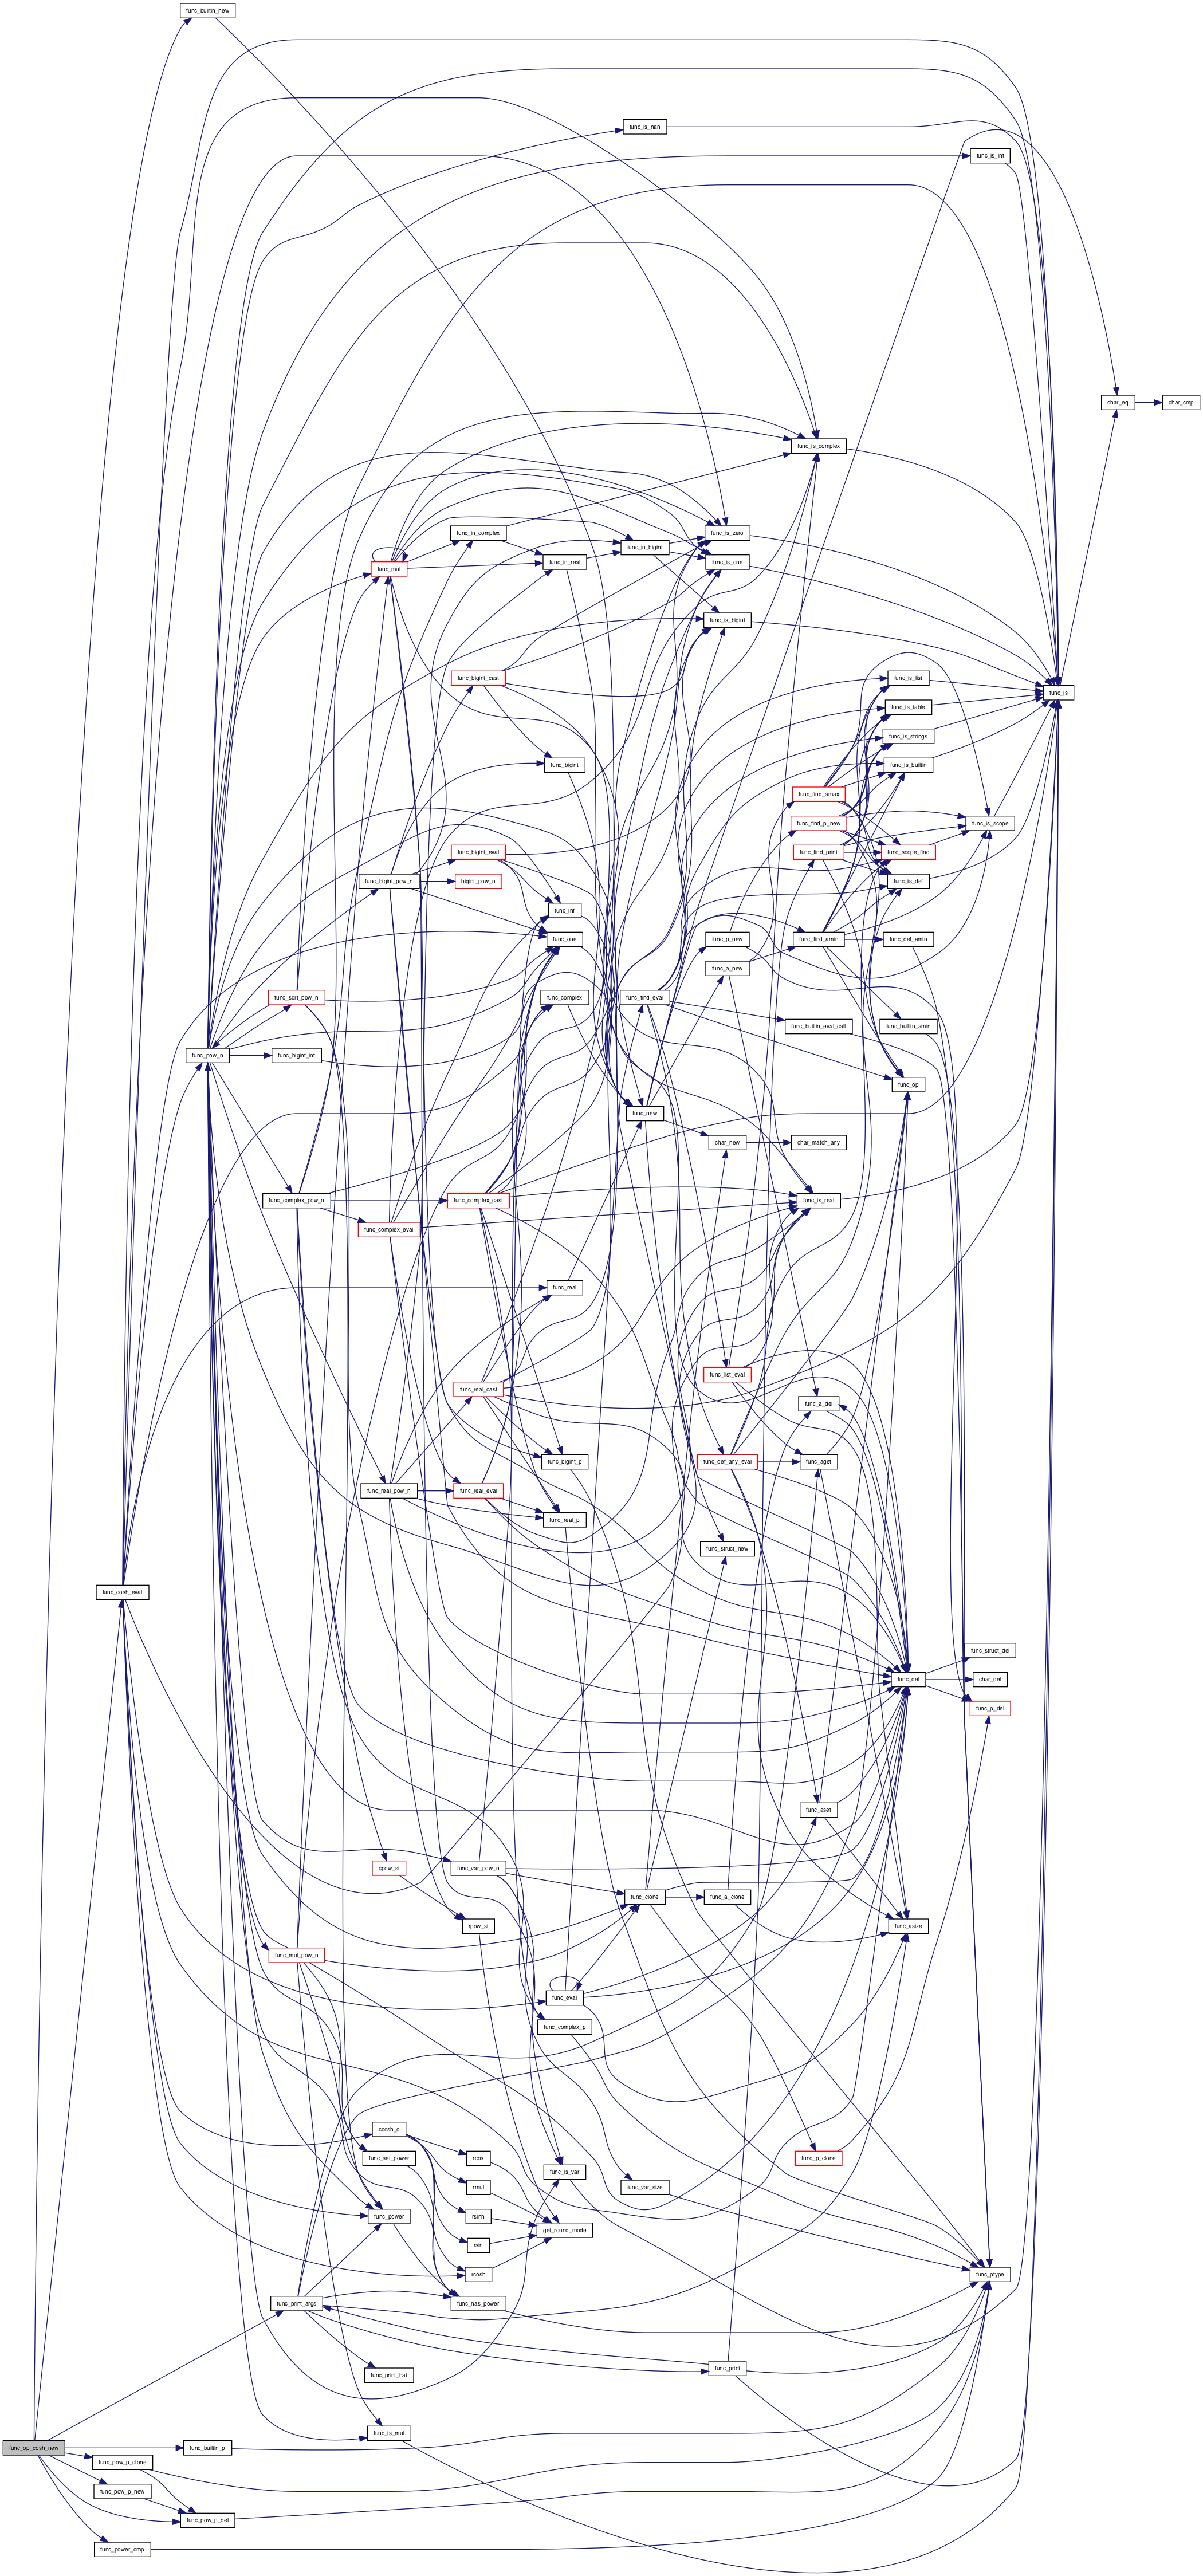 func_builtin_new
func_is_nan
func_is_inf
char_eq
char_cmp
func_is_complex
func_in_complex
func_is_zero
func_in_bigint
func_in_real
func_is_one
func_mul
func_is_bigint
func_bigint_cast
func_is_list
func_is
func_is_table
func_is_strings
func_bigint
func_is_builtin
func_find_amax
func_find_p_new
func_is_scope
func_bigint_eval
func_find_print
func_scope_find
func_bigint_pow_n
bigint_pow_n
func_is_def
func_inf
func_one
func_p_new
func_find_amin
func_def_amin
func_a_new
func_sqrt_pow_n
func_complex
func_find_eval
func_builtin_eval_call
func_builtin_amin
func_pow_n
func_bigint_int
func_op
func_new
char_new
char_match_any
func_complex_pow_n
func_complex_cast
func_is_real
func_complex_eval
func_real
func_list_eval
func_real_cast
func_a_del
func_bigint_p
func_def_any_eval
func_aget
func_real_pow_n
func_real_eval
func_real_p
func_struct_new
func_cosh_eval
func_struct_del
func_del
char_del
func_p_del
func_aset
cpow_si
func_var_pow_n
func_clone
func_a_clone
rpow_si
func_asize
func_mul_pow_n
func_eval
func_complex_p
ccosh_c
func_set_power
rcos
func_p_clone
func_is_var
rmul
func_var_size
func_power
rsinh
get_round_mode
rsin
rcosh
func_ptype
func_print_args
func_has_power
func_print_hat
func_print
func_is_mul
func_op_cosh_new
func_builtin_p
func_pow_p_clone
func_pow_p_new
func_pow_p_del
func_power_cmp